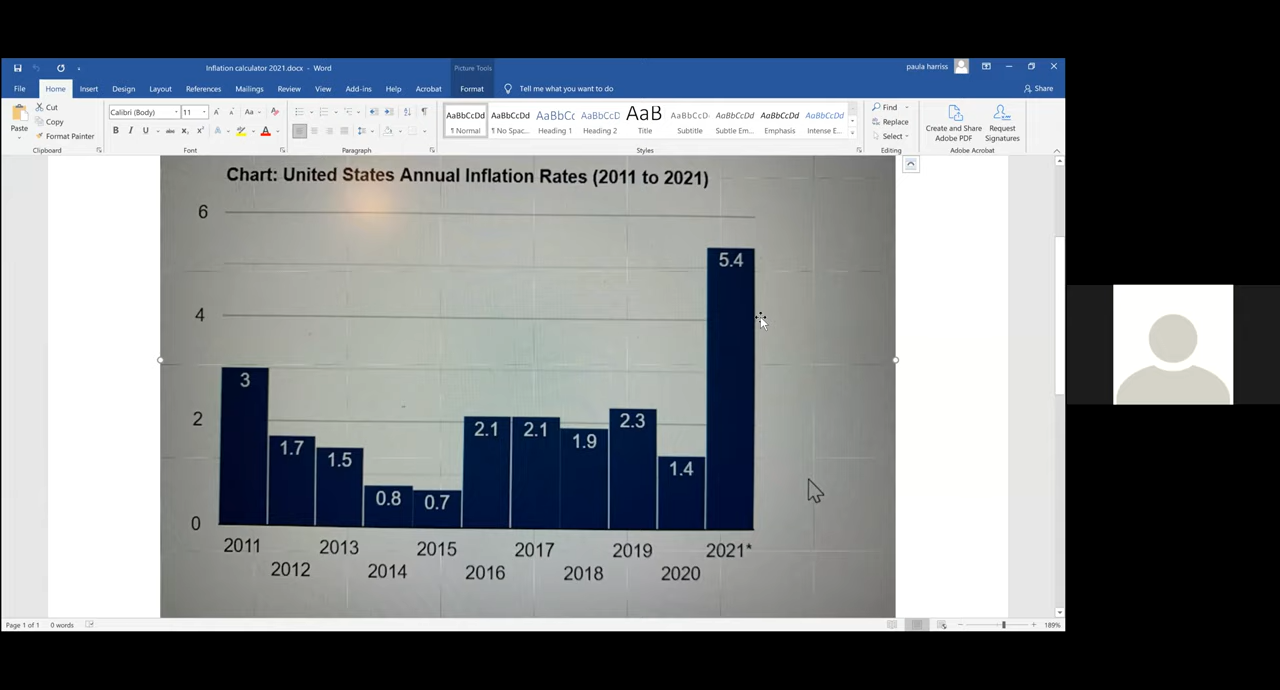 Inflation calculator 2021.docx - Word
Picture Tools
paula harriss
File Home Insert Design Layout References Mailings Review View Add-ins Help Acrobat Format Tell me what you want to do Share
Paste
Cut
Copy
Format Painter
Clipboard
Calibri (Body) 11
Font
Paragraph
AaBbCcDd AaBbCcDd AaBbCc AaBbCcD AaB AaBbCcD AaBbCcDd AaBbCcDd AaBbCcDd
¶ Normal ¶ No Spac... Heading 1 Heading 2 Title Subtitle Subtle Em... Emphasis Intense E...
Styles
Find
Replace
Select
Editing
Create and Share
Adobe PDF
Request
Signatures
Adobe Acrobat
Chart: United States Annual Inflation Rates (2011 to 2021)
6
4
2
0
3
1.7
1.5
0.8
0.7
2.1
2.1
1.9
2.3
1.4
5.4
2011 2013 2015 2017 2019 2021*
2012 2014 2016 2018 2020
Page 1 of 1 0 words 189%